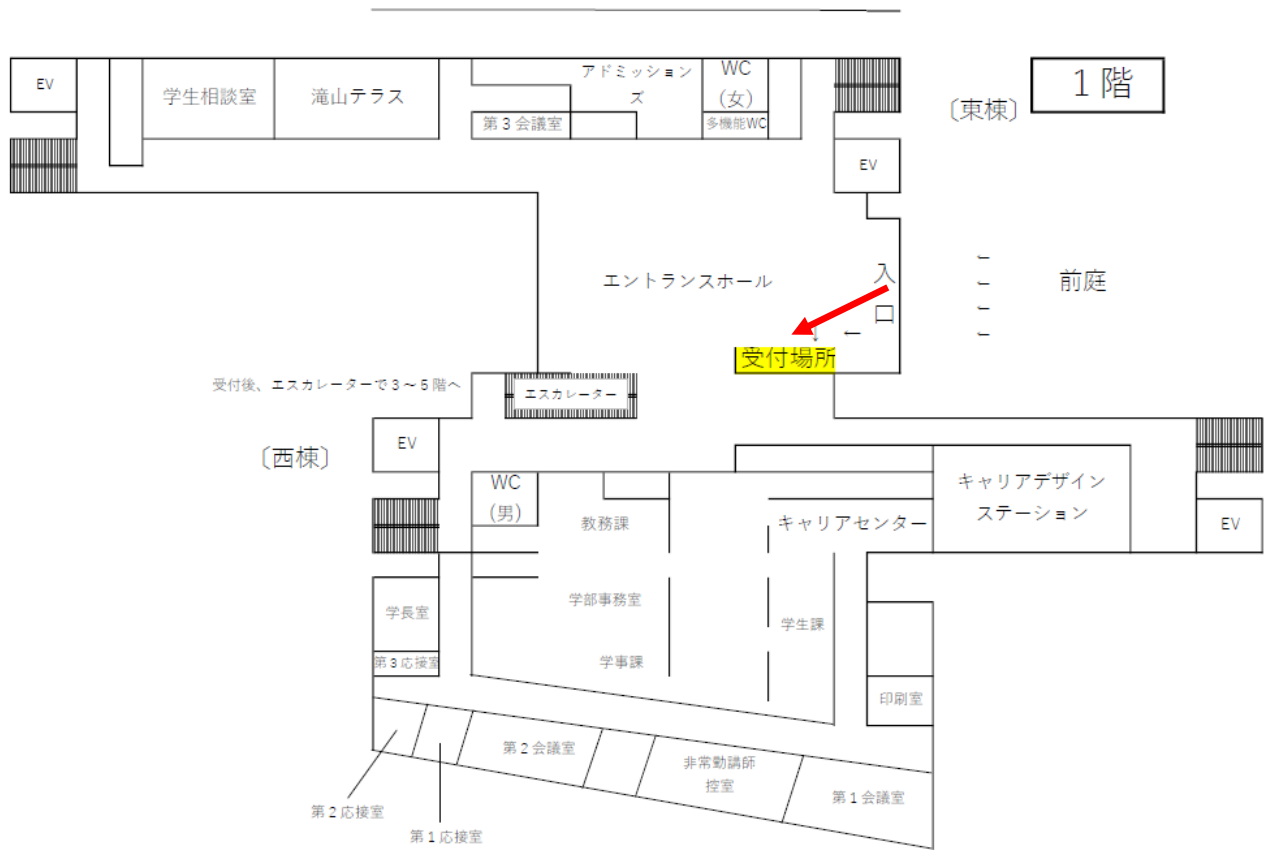 １階
〔東棟〕
EV
学生相談室
滝山テラス
アドミッション
ズ
WC
(女)
第３会議室
多機能WC
EV
エントランスホール
入
口
←
←
←
←
前庭
↓ ←
受付場所
受付後、エスカレーターで３～５階へ
エスカレーター
〔西棟〕
EV
WC
(男)
教務課
キャリアセンター
キャリアデザイン
ステーション
EV
学長室
学部事務室
学生課
第３応接室
学事課
印刷室
第２会議室
非常勤講師
控室
第１会議室
第２応接室
第１応接室